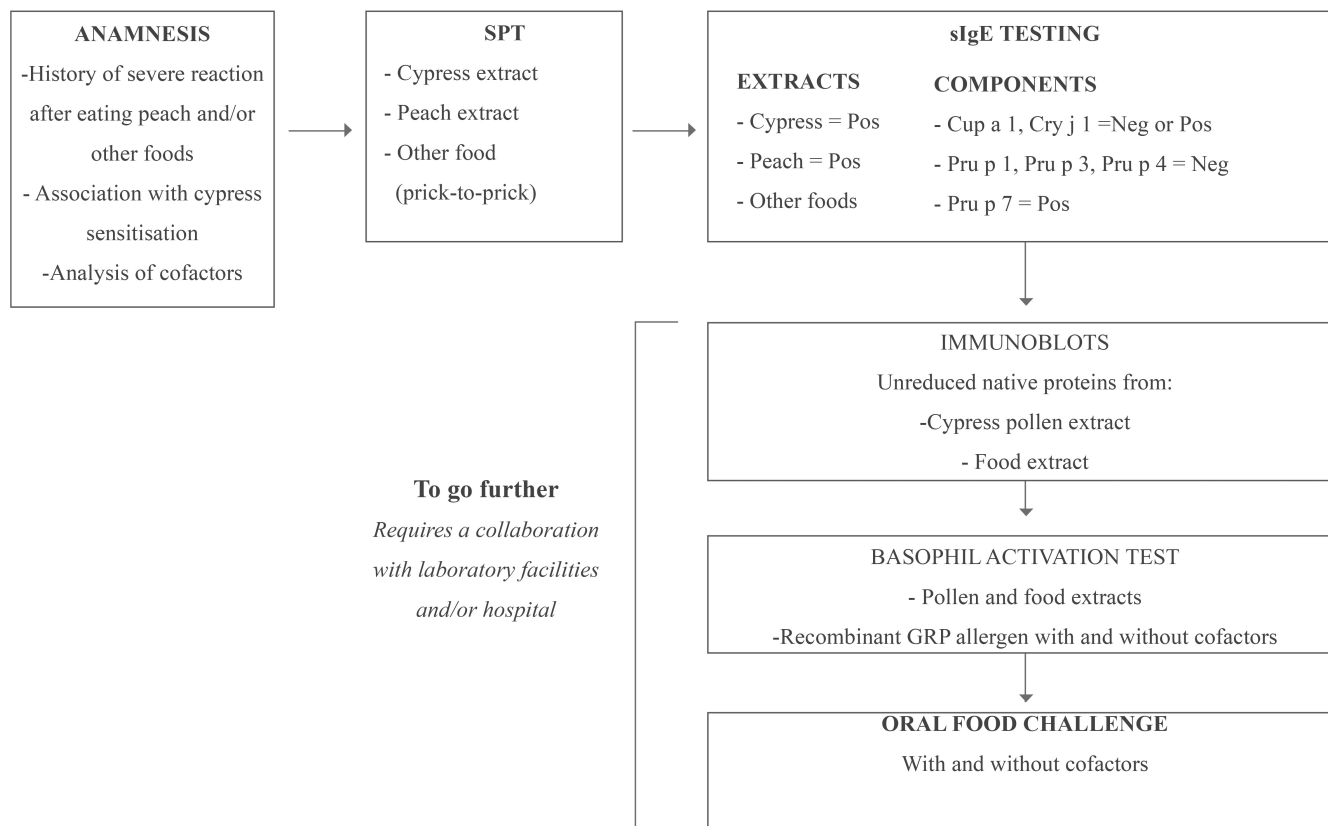 ANAMNESIS
-History of severe reaction
after eating peach and/or
other foods
- Association with cypress
sensitisation
-Analysis of cofactors
SPT
- Cypress extract
- Peach extract
- Other food
(prick-to-prick)
sIgE TESTING
EXTRACTS
- Cypress = Pos
- Peach = Pos
- Other foods
COMPONENTS
- Cup a 1, Cry j 1 =Neg or Pos
- Pru p 1, Pru p 3, Pru p 4 = Neg
- Pru p 7 = Pos
To go further
Requires a collaboration
with laboratory facilities
and/or hospital
IMMUNOBLOTS
Unreduced native proteins from:
-Cypress pollen extract
- Food extract
BASOPHIL ACTIVATION TEST
- Pollen and food extracts
-Recombinant GRP allergen with and without cofactors
ORAL FOOD CHALLENGE
With and without cofactors